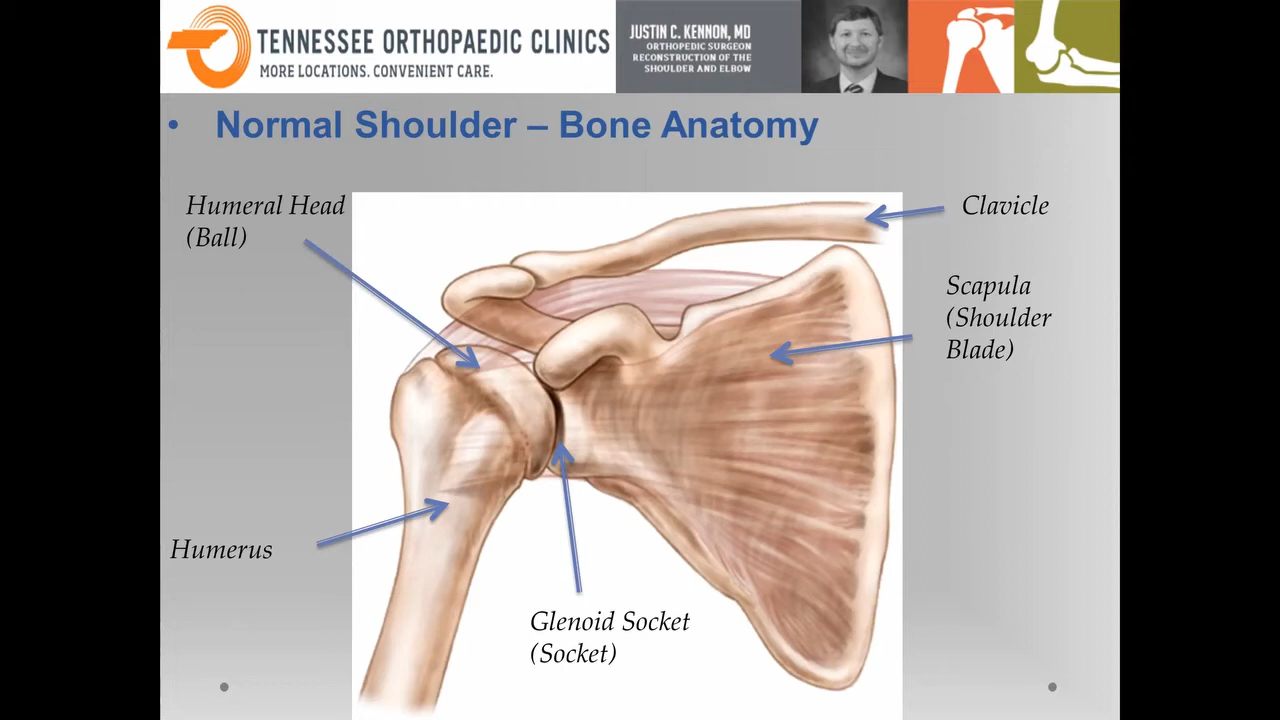 TENNESSEE ORTHOPAEDIC CLINICS
MORE LOCATIONS. CONVENIENT CARE.
JUSTIN C. KENNON, MD
ORTHOPEDIC SURGEON
RECONSTRUCTION OF THE
SHOULDER AND ELBOW
• Normal Shoulder – Bone Anatomy
Humeral Head
(Ball)
Clavicle
Scapula
(Shoulder
Blade)
Humerus
Glenoid Socket
(Socket)